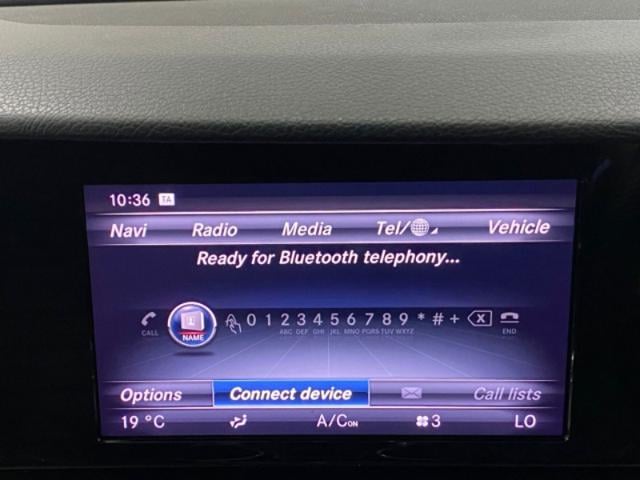 10:36 TA
Navi Radio Media Tel/ Vehicle
Ready for Bluetooth telephony...
0 1 2 3 4 5 6 7 8 9 * # +
CALL NAME ABC DEF GHI JKL MNO PQRS TUV WXYZ END
Options Connect device Call lists
19 °C A/C ON 3 LO